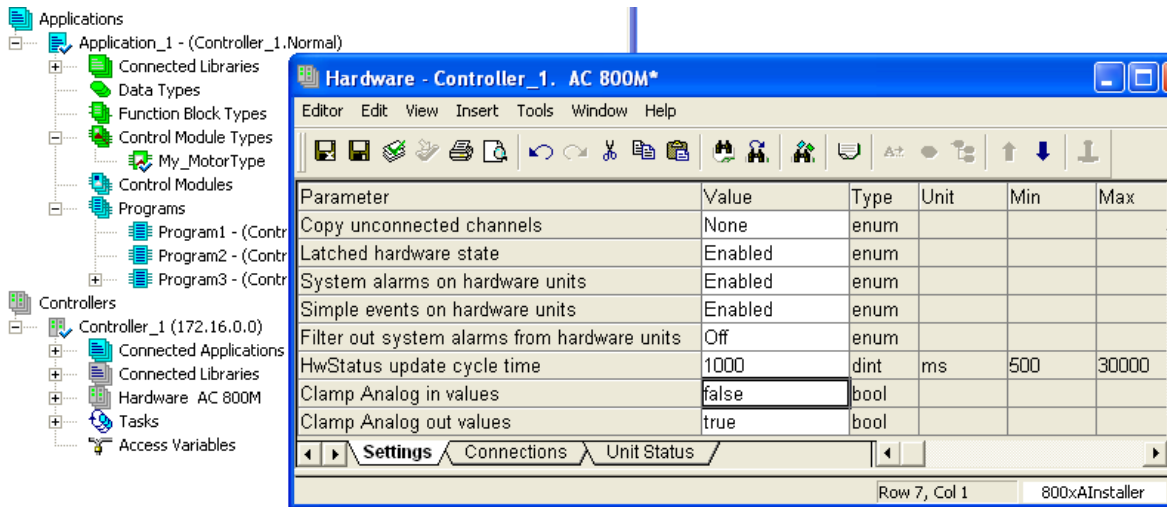 Applications
Application_1 - (Controller_1.Normal)
Connected Libraries
Data Types
Function Block Types
Control Module Types
My_MotorType
Control Modules
Programs
Program1 - (Contr
Program2 - (Contr
Program3 - (Contr
Controllers
Controller_1 (172.16.0.0)
Connected Applications
Connected Libraries
Hardware AC 800M
Tasks
Access Variables
Hardware - Controller_1. AC 800M*
Editor Edit View Insert Tools Window Help
Parameter Value Type Unit Min Max
Copy unconnected channels None enum
Latched hardware state Enabled enum
System alarms on hardware units Enabled enum
Simple events on hardware units Enabled enum
Filter out system alarms from hardware units Off enum
HwStatus update cycle time 1000 dint ms 500 30000
Clamp Analog in values false bool
Clamp Analog out values true bool
Settings Connections Unit Status
Row 7, Col 1 800xAInstaller